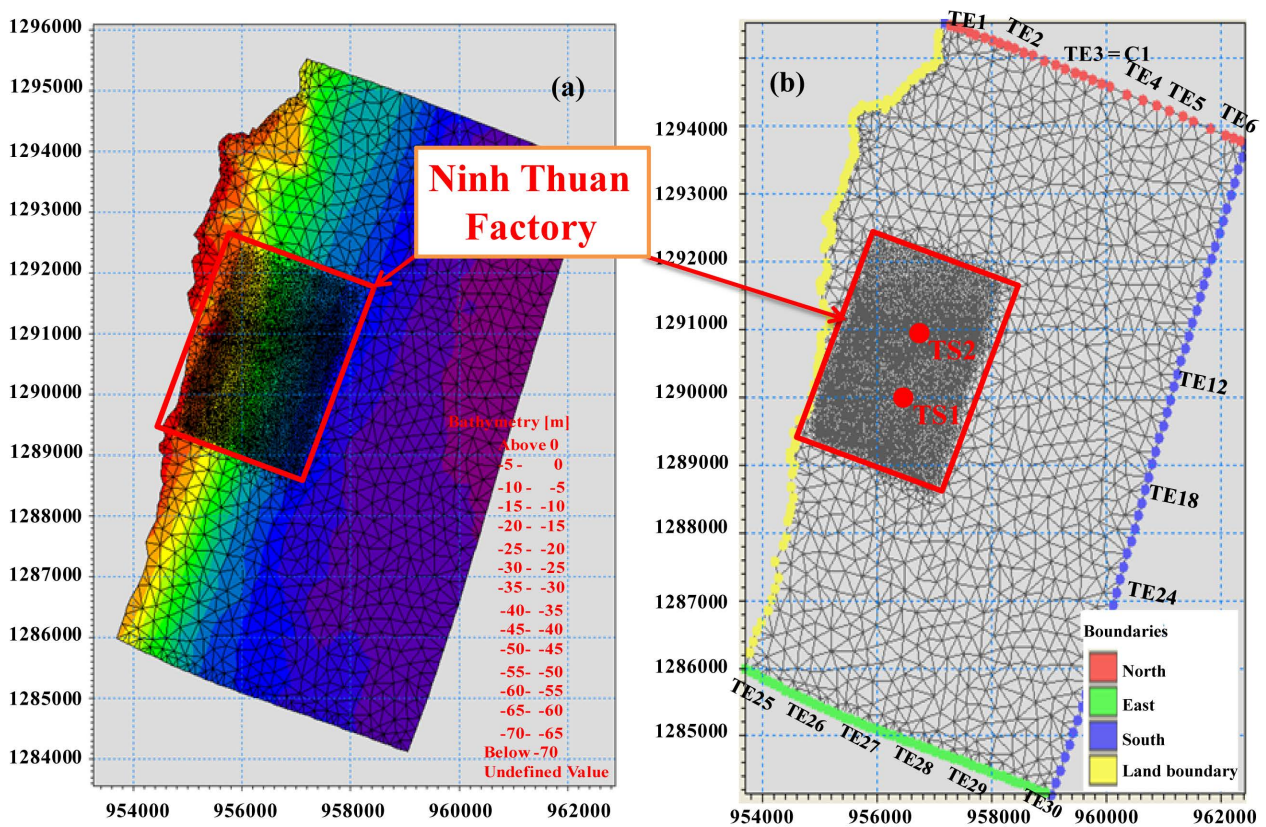 1296000
1295000
1294000
1293000
1292000
1291000
1290000
1289000
1288000
1287000
1286000
1285000
1284000
954000
956000
958000
960000
962000
(a)
Ninh Thuan
Factory
Bathymetry [m]
Above 0
-5 - 0
-10 - -5
-15 - -10
-20 - -15
-25 - -20
-30 - -25
-35 - -30
-40 - -35
-45 - -40
-50 - -45
-55 - -50
-60 - -55
-65 - -60
-70- -65
Below -70
Undefined Value
(b)
1294000
1293000
1292000
1291000
1290000
1289000
1288000
1287000
1286000
1285000
954000
956000
958000
960000
962000
TE1
TE2
TE3 = C1
TE4
TE5
TE6
TS2
TS1
TE12
TE18
TE24
TE25
TE26
TE27
TE28
TE29
TE30
Boundaries
North
East
South
Land boundary